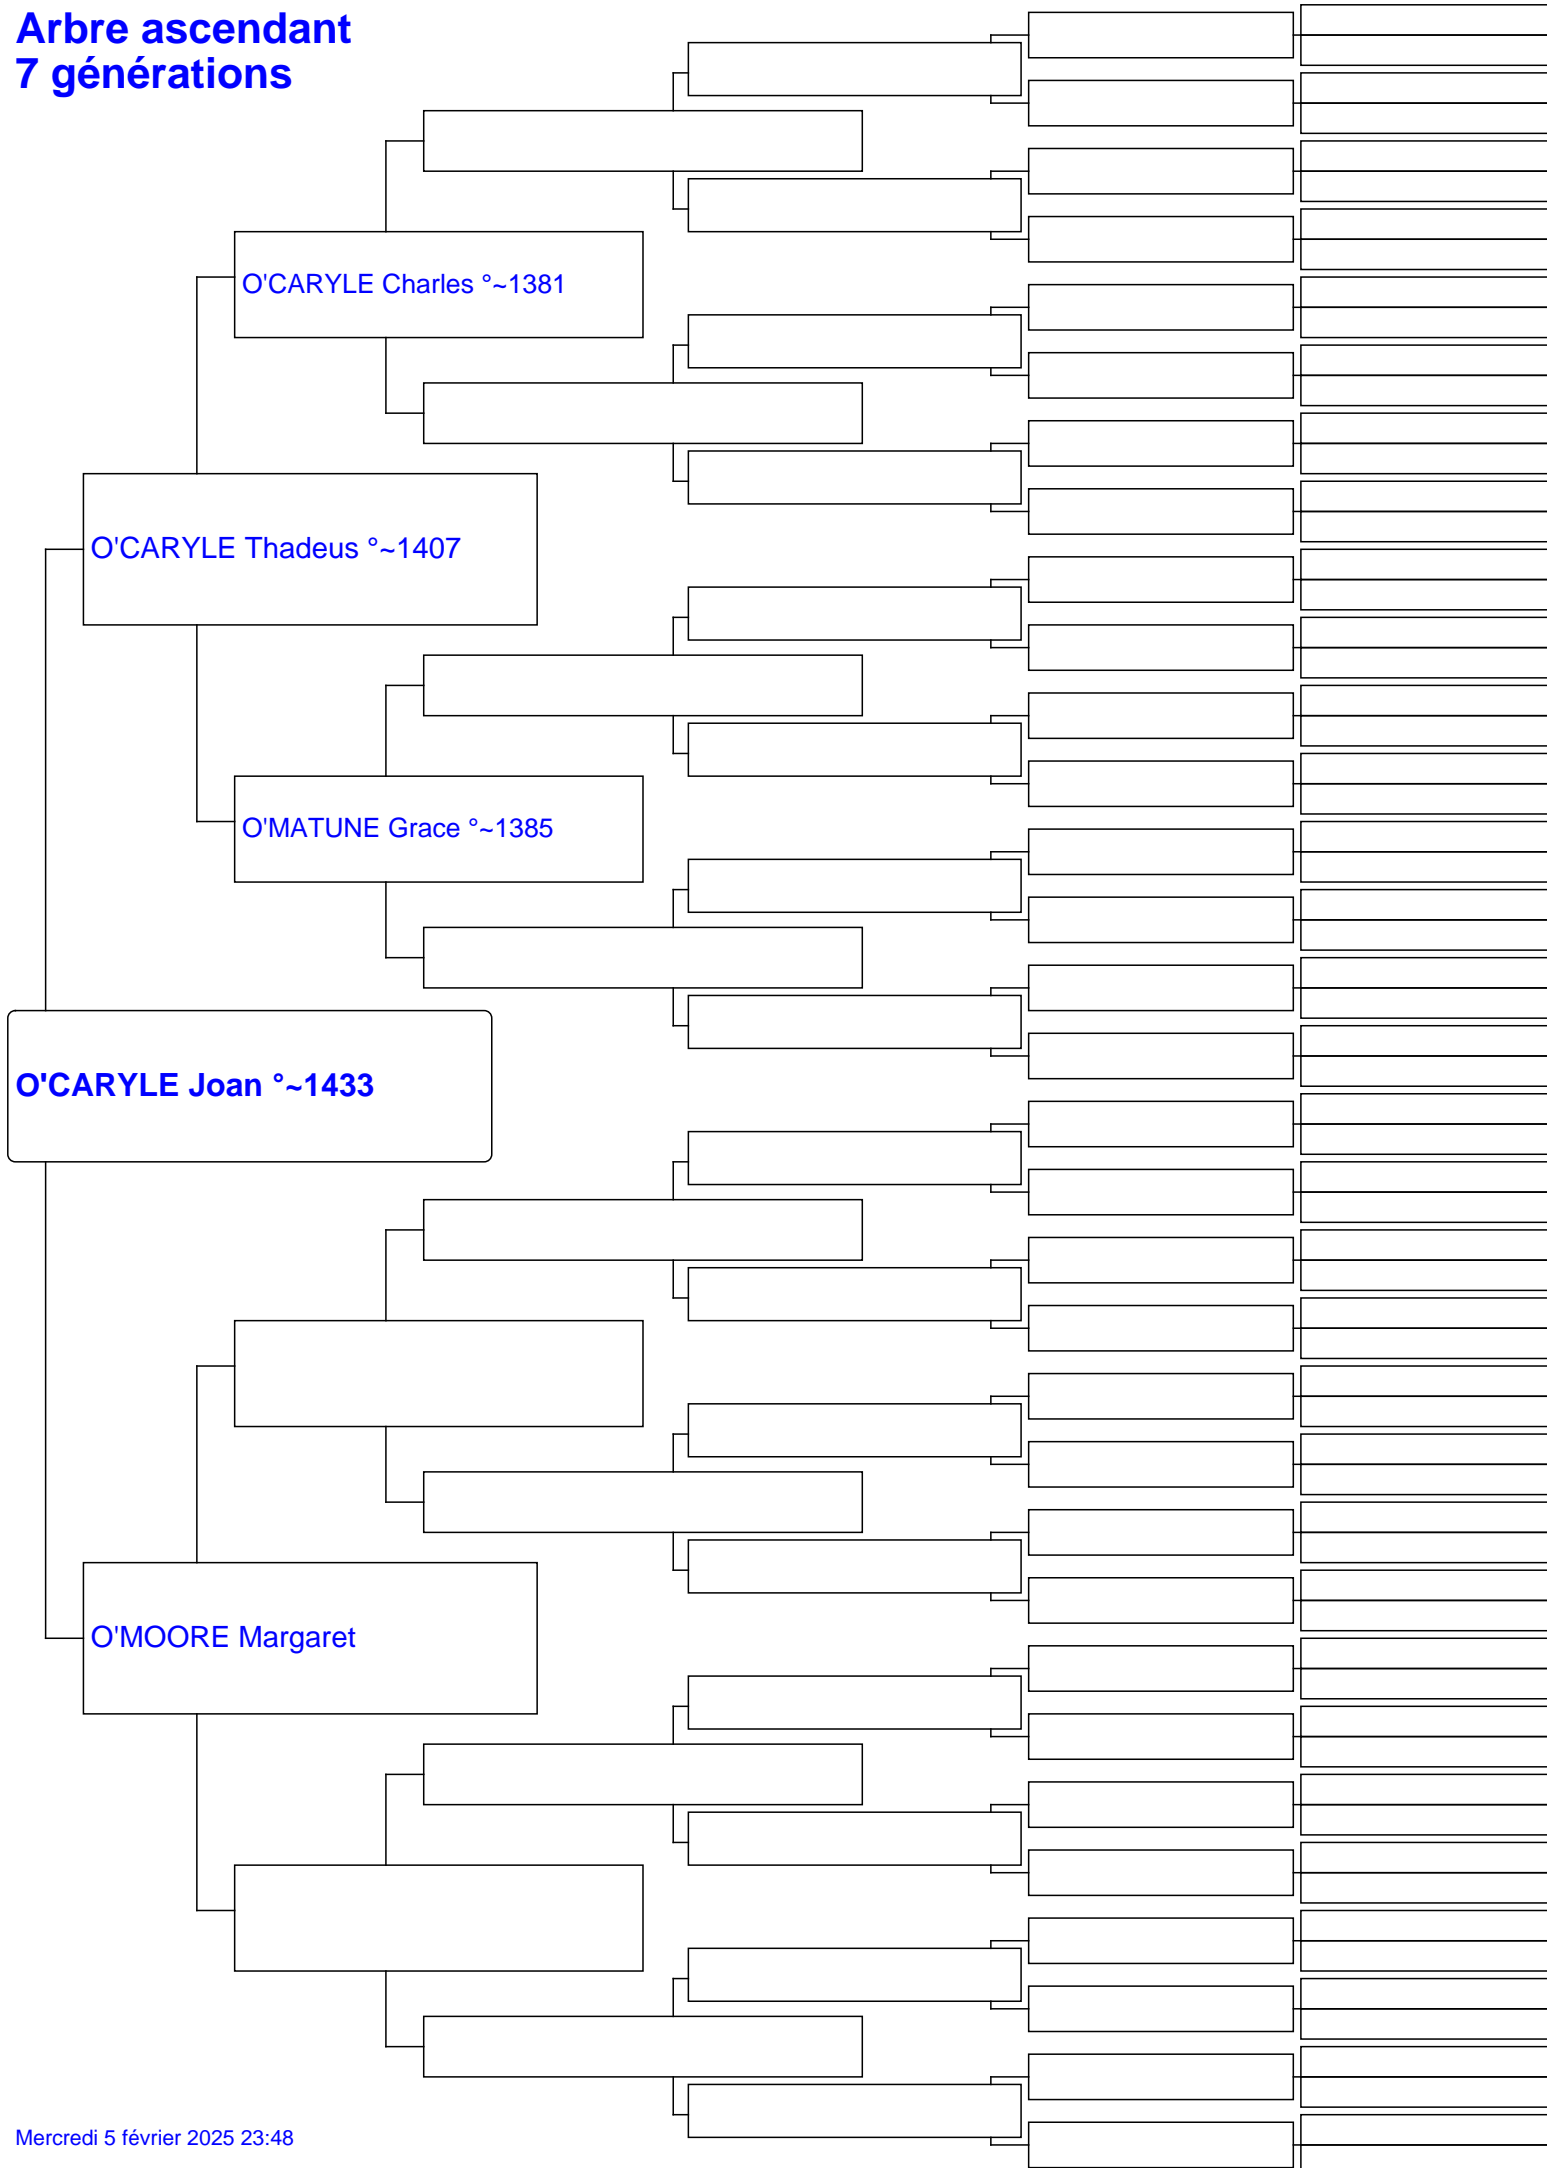 Arbre ascendant
7 générations
O'CARYLE Charles °~1381
O'CARYLE Thadeus °~1407
O'MATUNE Grace °~1385
O'CARYLE Joan °~1433
O'MOORE Margaret
Mercredi 5 février 2025 23:48